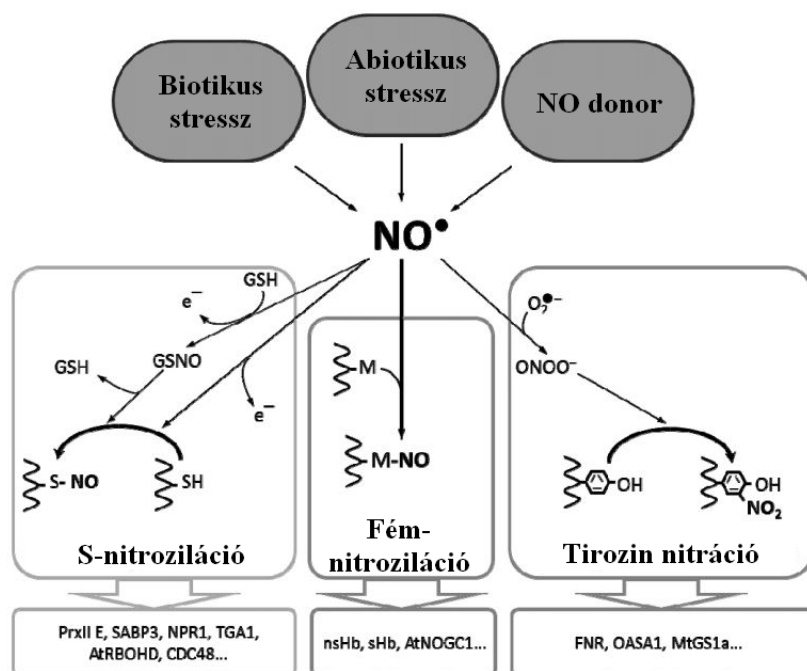 Biotikus
stressz
Abiotikus
stressz
NO donor
NO•
GSH
e⁻
GSNO
GSH
e⁻
S- NO
SH
S-nitroziláció
M
M-NO
Fém-
nitroziláció
O₂•⁻
ONOO⁻
OH
OH
NO₂
Tirozin nitráció
PrxII E, SABP3, NPR1, TGA1,
AtRBOHD, CDC48...
nsHb, sHb, AtNOGC1...
FNR, OASA1, MtGS1a...